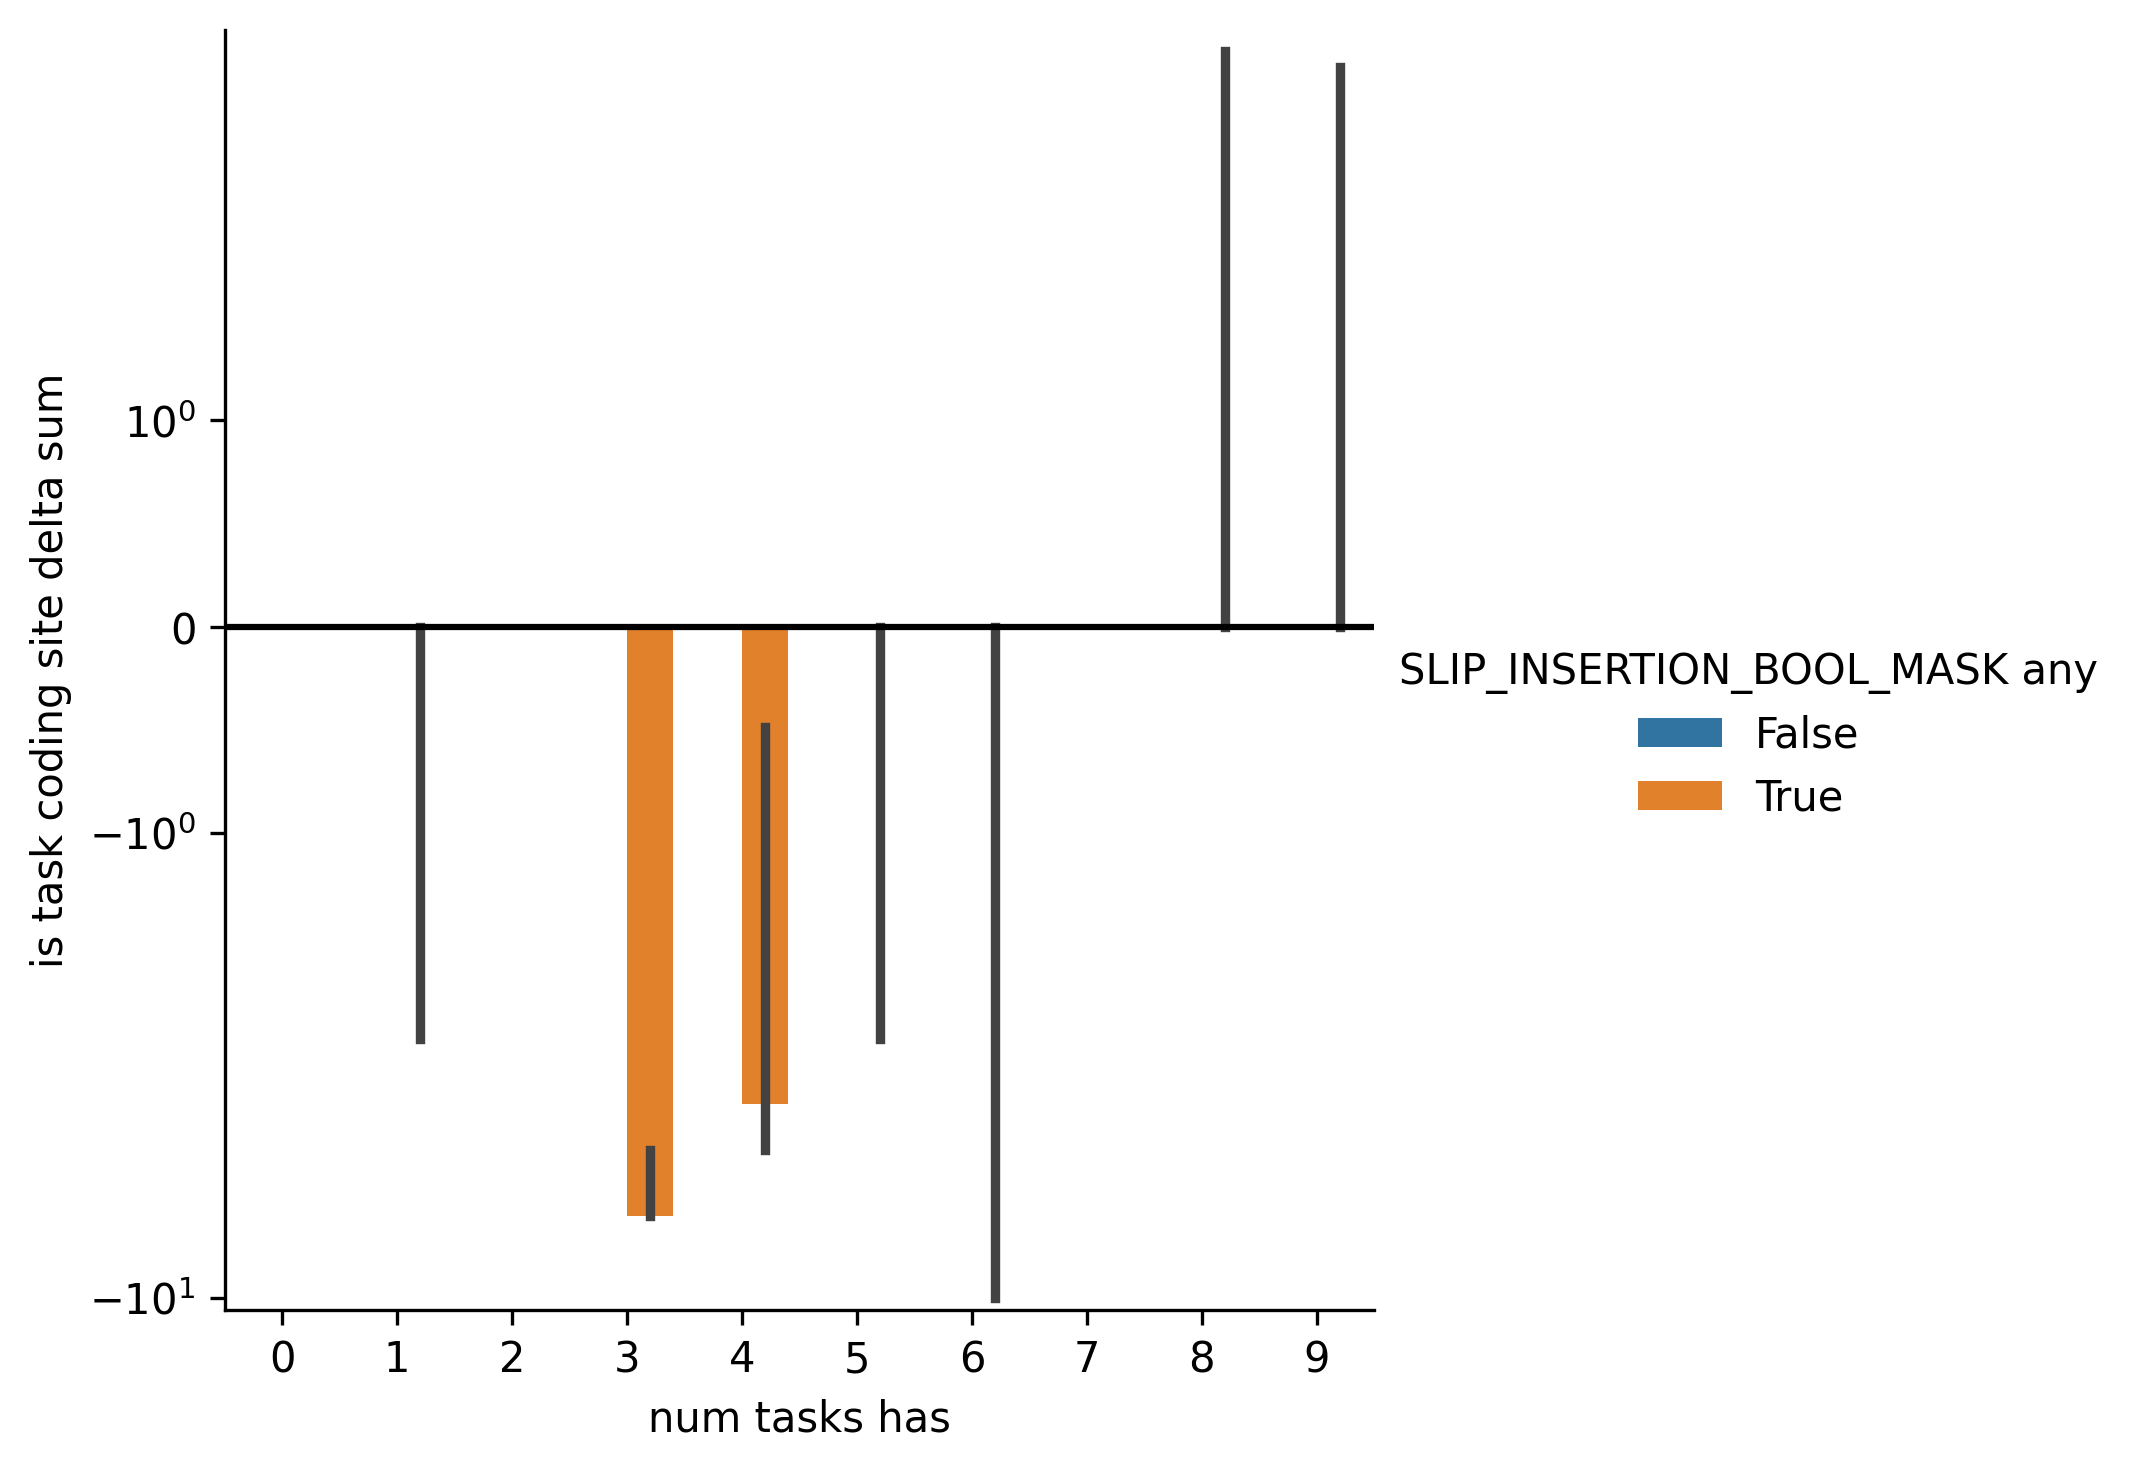 is task coding site delta sum
10⁰
0
−10⁰
−10¹
0 1 2 3 4 5 6 7 8 9
num tasks has
SLIP_INSERTION_BOOL_MASK any
False
True